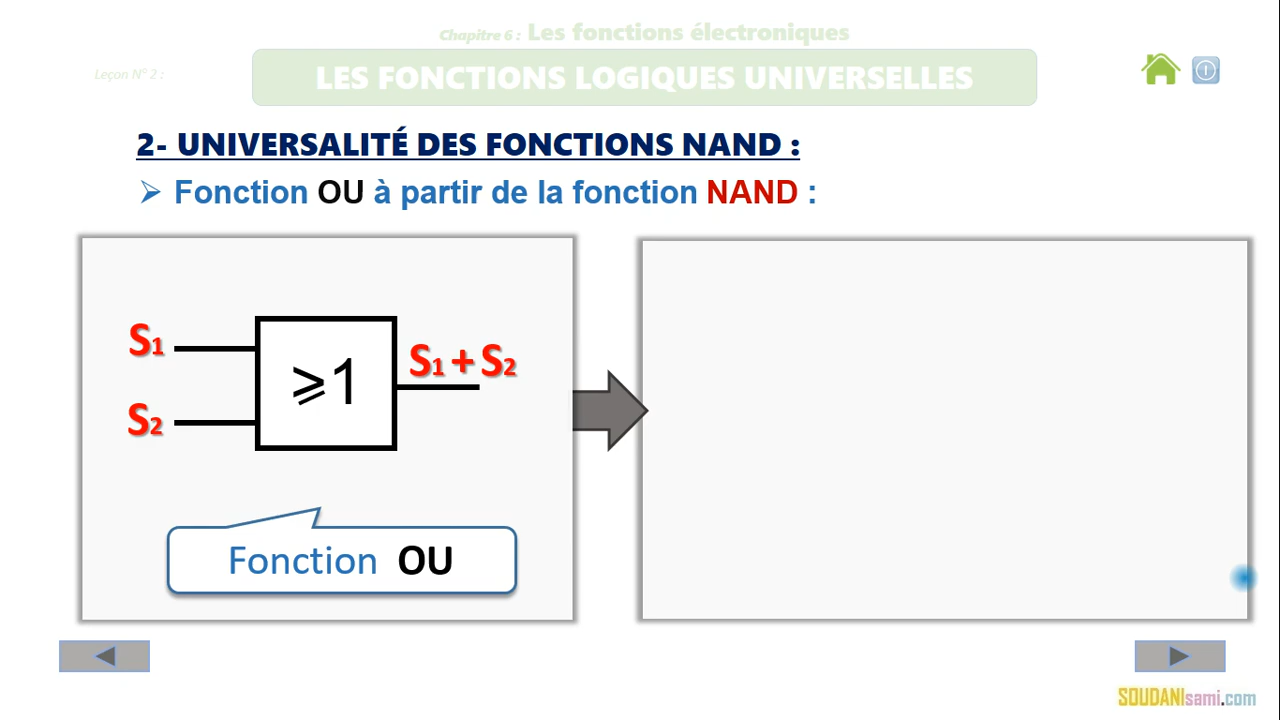 Chapitre 6 : Les fonctions électroniques
Leçon N° 2 :
LES FONCTIONS LOGIQUES UNIVERSELLES
2- UNIVERSALITÉ DES FONCTIONS NAND :
Fonction OU à partir de la fonction NAND :
S1
S2
≥1
S1 + S2
Fonction OU
SOUDANIsami.com